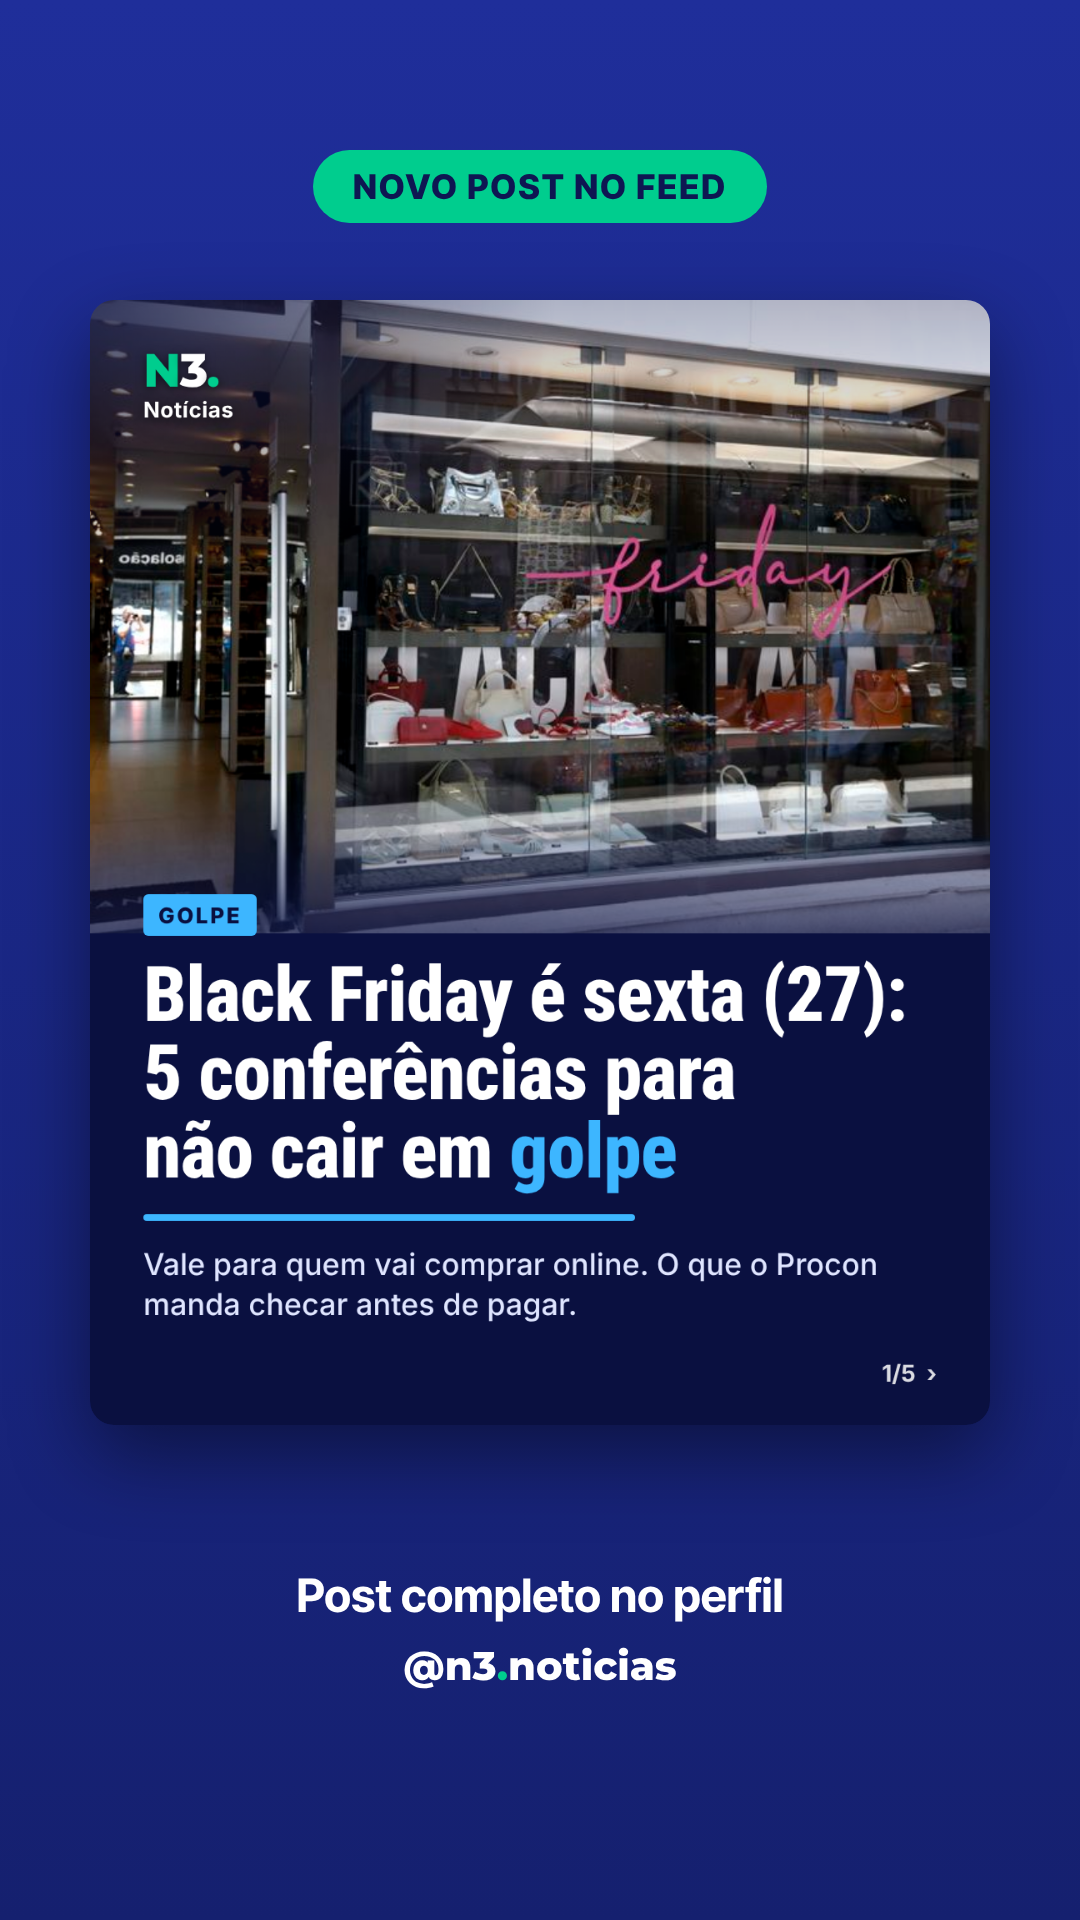 NOVO POST NO FEED
N3.
Notícias
friday
LACK
LACK
GOLPE
Black Friday é sexta (27):
5 conferências para
não cair em golpe
Vale para quem vai comprar online. O que o Procon
manda checar antes de pagar.
1/5 ›
Post completo no perfil
@n3.noticias